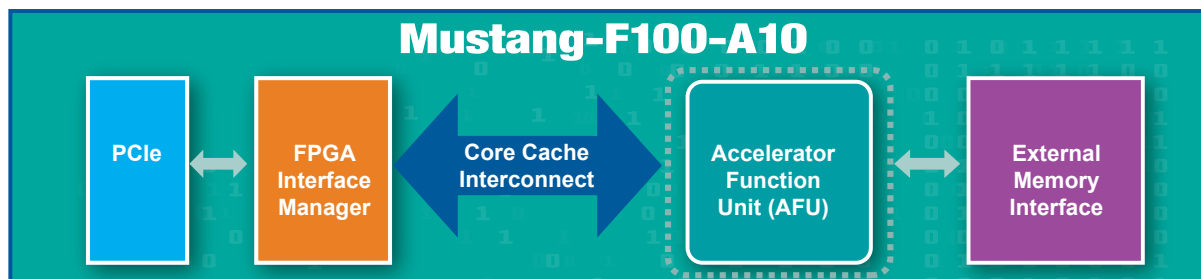 Mustang-F100-A10
PCIe
FPGA
Interface
Manager
Core Cache
Interconnect
Accelerator
Function
Unit (AFU)
External
Memory
Interface